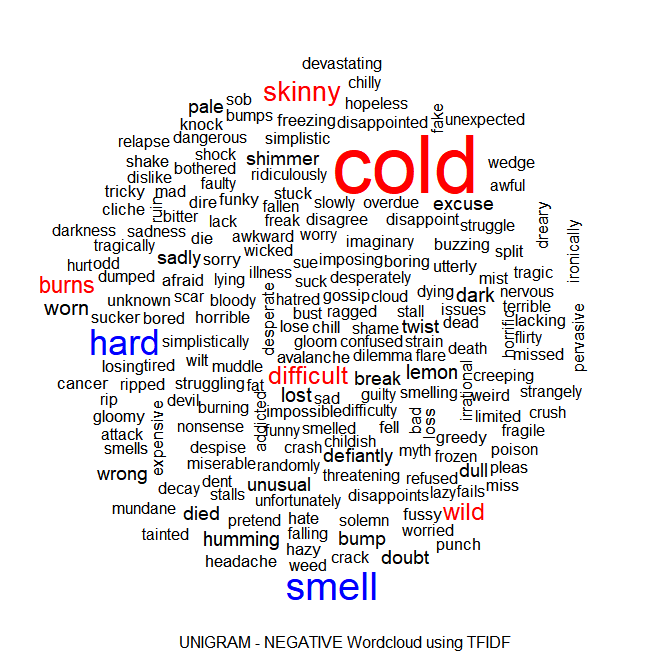 devastating
chilly
skinny
sob
pale
hopeless
bumps
freezing
knock
disappointed
fake
unexpected
relapse
dangerous
simplistic
cold
shake
shock
shimmer
wedge
bothered
ridiculously
dislike
faulty
awful
tricky
mad
ruin
dire
funky
stuck
slowly
overdue
excuse
cliche
bitter
fallen
lack
freak
disagree
disappoint
struggle
dreary
ironically
darkness
sadness
die
awkward
worry
imaginary
buzzing
split
tragically
wicked
sadly
sorry
sue
imposing
boring
utterly
hurt
odd
illness
mist
tragic
burns
dumped
afraid
lying
suck
desperately
nervous
worn
unknown
scar
bloody
desperate
hatred
gossip
cloud
dying
dark
terrible
sucker
bored
horrible
bust
ragged
stall
issues
lacking
hard
simplistically
lose
chill
shame
twist
dead
horrific
flirty
pervasive
gloom
confused
strain
losing
tired
wilt
muddle
avalanche
dilemma
flare
death
missed
cancer
ripped
struggling
fat
difficult
break
lemon
creeping
rip
devil
lost
sad
guilty
smelling
irrational
weird
strangely
gloomy
burning
addicted
impossible
difficulty
bad
loss
limited
crush
attack
expensive
nonsense
funny
smelled
fell
greedy
fragile
smells
despise
crash
childish
defiantly
myth
frozen
poison
miserable
randomly
wrong
dent
threatening
refused
dull
pleas
decay
stalls
unusual
disappoints
lazy
fails
miss
unfortunately
mundane
died
pretend
hate
solemn
fussy
wild
tainted
falling
worried
humming
bump
punch
hazy
headache
weed
crack
doubt
smell
UNIGRAM - NEGATIVE Wordcloud using TFIDF